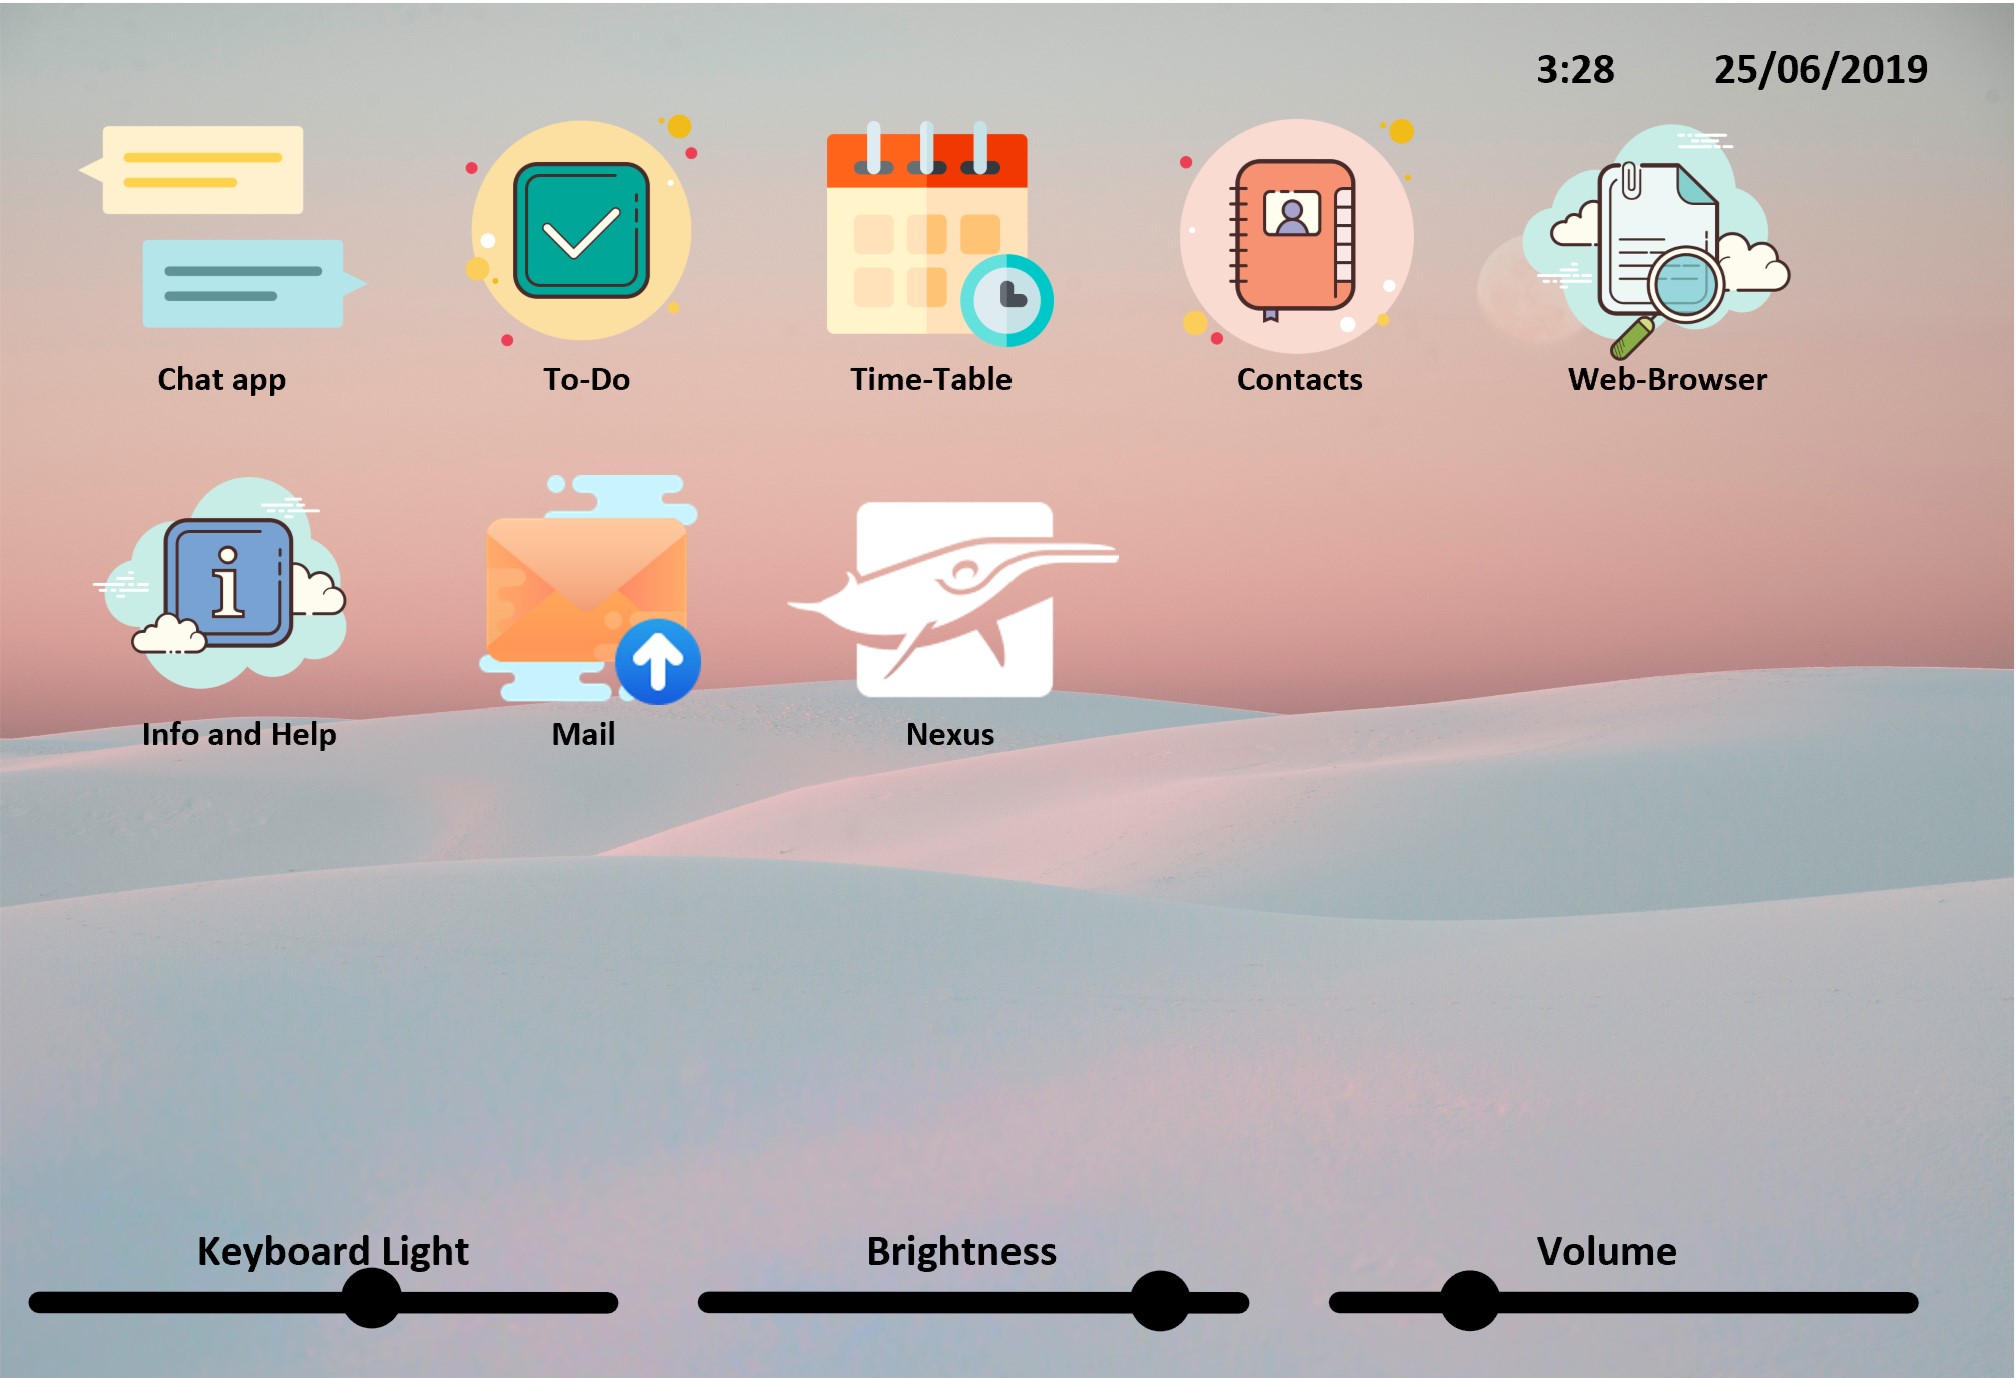 3:28 25/06/2019
Chat app To-Do Time-Table Contacts Web-Browser
Info and Help Mail Nexus
Keyboard Light Brightness Volume